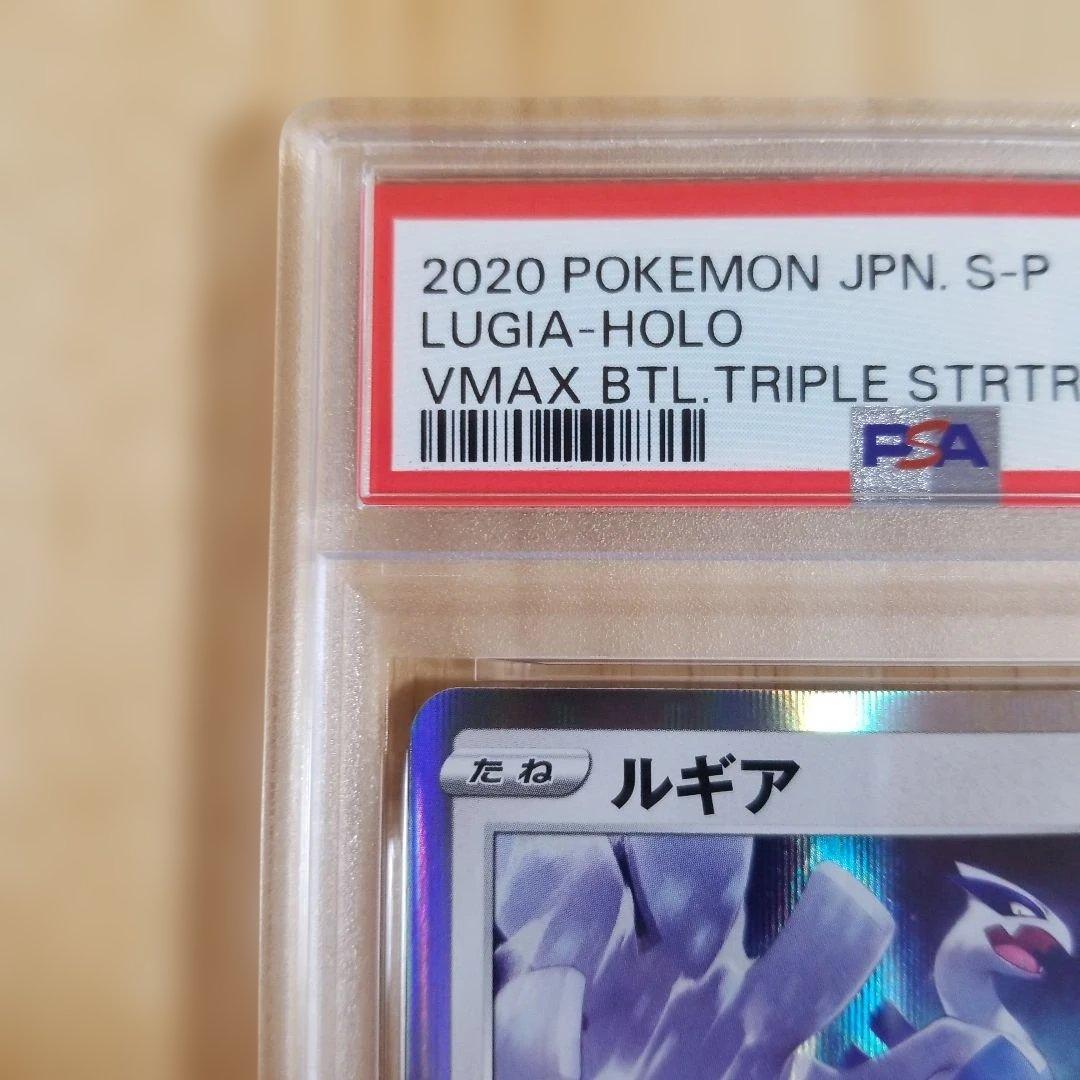 2020 POKEMON JPN. S-P
LUGIA-HOLO
VMAX BTL.TRIPLE STRTR
PSA
たね ルギア